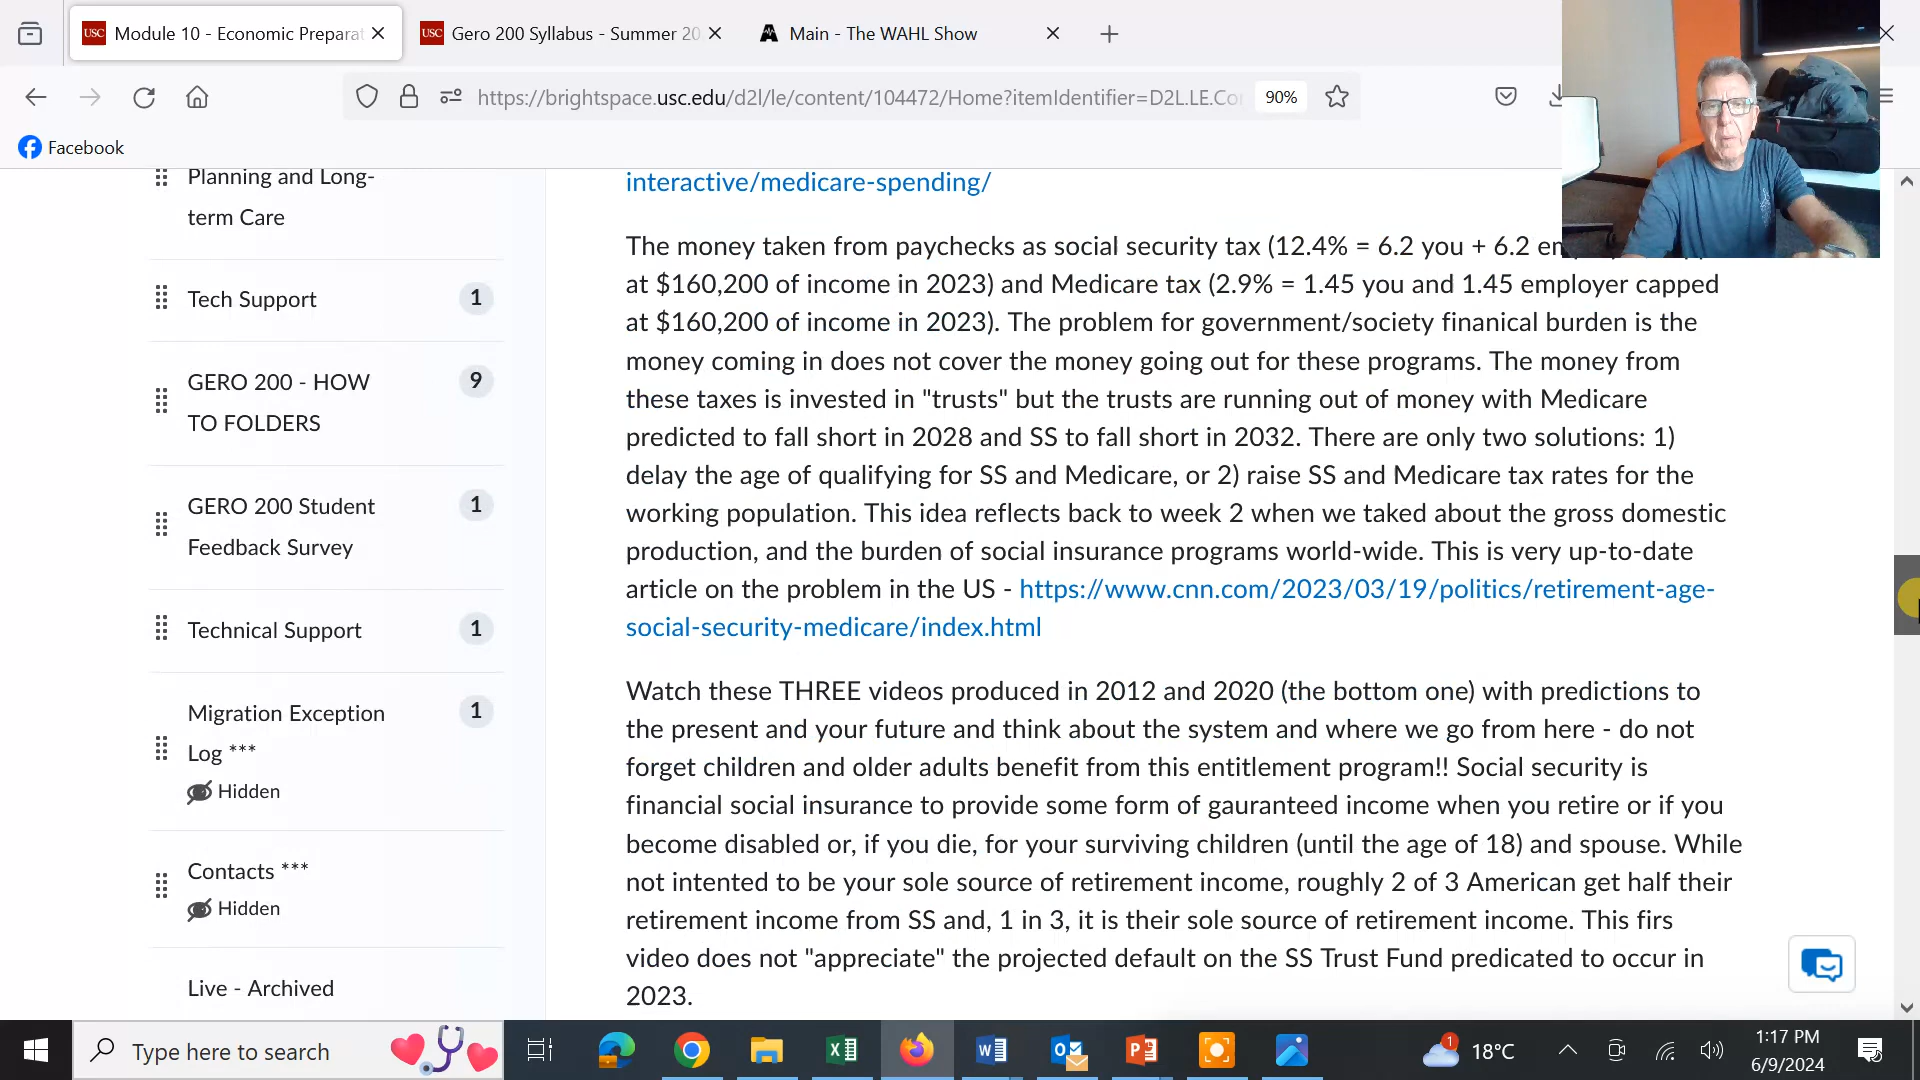 Module 10 - Economic Preparat
Gero 200 Syllabus - Summer 20
Main - The WAHL Show
https://brightspace.usc.edu/d2l/le/content/104472/Home?itemIdentifier=D2L.LE.Co
90%
Facebook
Planning and Long-
term Care
Tech Support
1
GERO 200 - HOW
TO FOLDERS
9
GERO 200 Student
Feedback Survey
1
Technical Support
1
Migration Exception
Log ***
Hidden
1
Contacts ***
Hidden
Live - Archived
interactive/medicare-spending/
The money taken from paychecks as social security tax (12.4% = 6.2 you + 6.2
at $160,200 of income in 2023) and Medicare tax (2.9% = 1.45 you and 1.45 employer capped
at $160,200 of income in 2023). The problem for government/society finanical burden is the
money coming in does not cover the money going out for these programs. The money from
these taxes is invested in "trusts" but the trusts are running out of money with Medicare
predicted to fall short in 2028 and SS to fall short in 2032. There are only two solutions: 1)
delay the age of qualifying for SS and Medicare, or 2) raise SS and Medicare tax rates for the
working population. This idea reflects back to week 2 when we taked about the gross domestic
production, and the burden of social insurance programs world-wide. This is very up-to-date
article on the problem in the US - https://www.cnn.com/2023/03/19/politics/retirement-age-
social-security-medicare/index.html
Watch these THREE videos produced in 2012 and 2020 (the bottom one) with predictions to
the present and your future and think about the system and where we go from here - do not
forget children and older adults benefit from this entitlement program!! Social security is
financial social insurance to provide some form of gauranteed income when you retire or if you
become disabled or, if you die, for your surviving children (until the age of 18) and spouse. While
not intented to be your sole source of retirement income, roughly 2 of 3 American get half their
retirement income from SS and, 1 in 3, it is their sole source of retirement income. This firs
video does not "appreciate" the projected default on the SS Trust Fund predicated to occur in
2023.
Type here to search
1
18°C
1:17 PM
6/9/2024